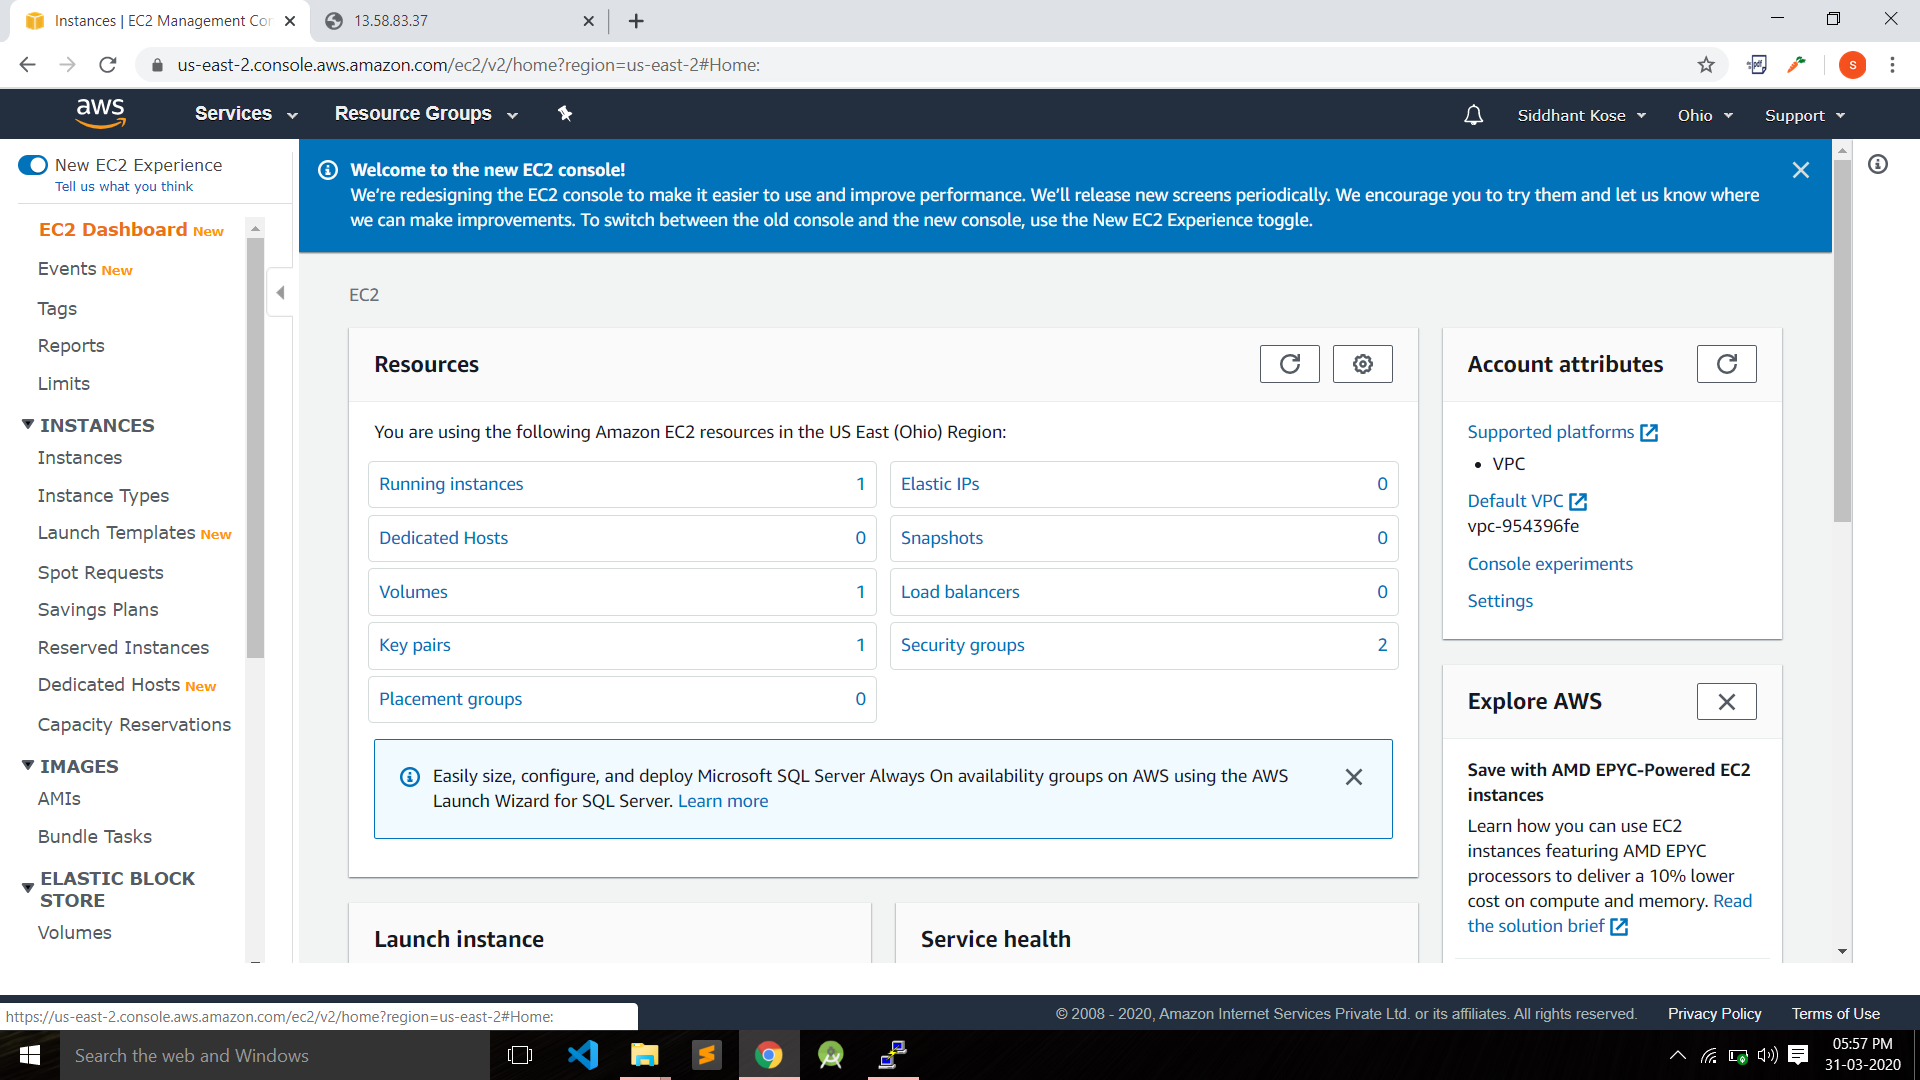 Instances | EC2 Management Con
13.58.83.37
us-east-2.console.aws.amazon.com/ec2/v2/home?region=us-east-2#Home:
pdf
s
aws
Services
Resource Groups
Siddhant Kose
Ohio
Support
New EC2 Experience
Tell us what you think
EC2 Dashboard New
Events New
Tags
Reports
Limits
INSTANCES
Instances
Instance Types
Launch Templates New
Spot Requests
Savings Plans
Reserved Instances
Dedicated Hosts New
Capacity Reservations
IMAGES
AMIs
Bundle Tasks
ELASTIC BLOCK
STORE
Volumes
Welcome to the new EC2 console!
We’re redesigning the EC2 console to make it easier to use and improve performance. We’ll release new screens periodically. We encourage you to try them and let us know where
we can make improvements. To switch between the old console and the new console, use the New EC2 Experience toggle.
EC2
Resources
You are using the following Amazon EC2 resources in the US East (Ohio) Region:
Running instances 1
Elastic IPs 0
Dedicated Hosts 0
Snapshots 0
Volumes 1
Load balancers 0
Key pairs 1
Security groups 2
Placement groups 0
Easily size, configure, and deploy Microsoft SQL Server Always On availability groups on AWS using the AWS
Launch Wizard for SQL Server. Learn more
Launch instance
Service health
Account attributes
Supported platforms
• VPC
Default VPC
vpc-954396fe
Console experiments
Settings
Explore AWS
Save with AMD EPYC-Powered EC2
instances
Learn how you can use EC2
instances featuring AMD EPYC
processors to deliver a 10% lower
cost on compute and memory. Read
the solution brief
https://us-east-2.console.aws.amazon.com/ec2/v2/home?region=us-east-2#Home:
© 2008 - 2020, Amazon Internet Services Private Ltd. or its affiliates. All rights reserved.
Privacy Policy
Terms of Use
Search the web and Windows
05:57 PM
31-03-2020